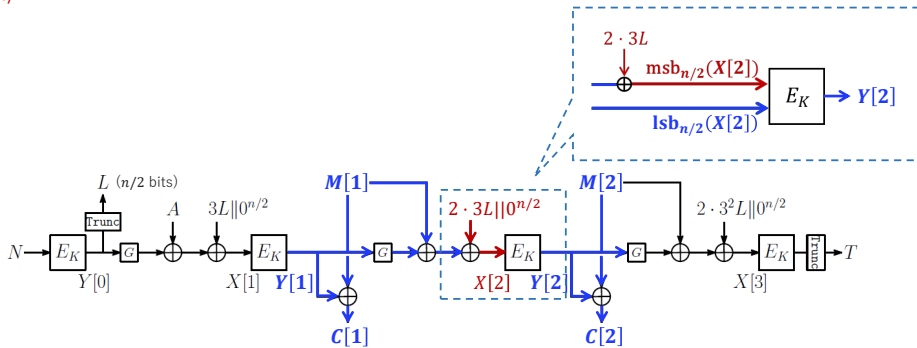 2 · 3L
msb_{n/2}(X[2])
E_K
Y[2]
lsb_{n/2}(X[2])
L (n/2 bits)
M[1]
M[2]
Trunc
A
3L||0^{n/2}
2 · 3L||0^{n/2}
2 · 3^2L||0^{n/2}
N
E_K
G
E_K
G
E_K
G
E_K
Trunc
T
Y[0]
X[1]
Y[1]
X[2]
Y[2]
X[3]
C[1]
C[2]